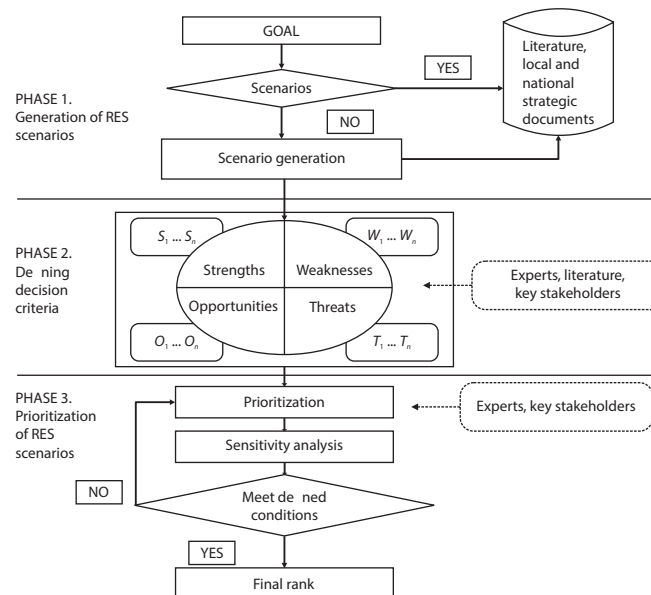 GOAL
YES
Literature,
local and
national
strategic
documents
Scenarios
PHASE 1.
Generation of RES
scenarios
NO
Scenario generation
PHASE 2.
De ning
decision
criteria
S1 ... Sn
W1 ... Wn
Strengths
Weaknesses
Opportunities
Threats
O1 ... On
T1 ... Tn
Experts, literature,
key stakeholders
PHASE 3.
Prioritization
of RES
scenarios
Prioritization
Experts, key stakeholders
Sensitivity analysis
NO
Meet de ned
conditions
YES
Final rank